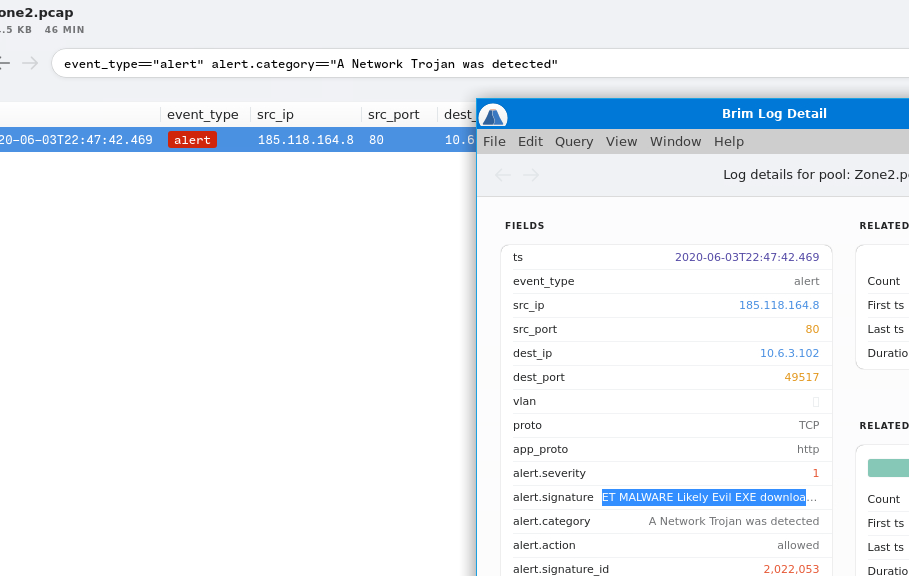 one2.pcap
.5 KB 46 MIN
event_type=="alert" alert.category=="A Network Trojan was detected"
event_type src_ip src_port dest_
20-06-03T22:47:42.469 alert 185.118.164.8 80 10.6
Brim Log Detail
File Edit Query View Window Help
Log details for pool: Zone2.p
FIELDS
ts 2020-06-03T22:47:42.469
event_type alert
src_ip 185.118.164.8
src_port 80
dest_ip 10.6.3.102
dest_port 49517
vlan
proto TCP
app_proto http
alert.severity 1
alert.signature ET MALWARE Likely Evil EXE downloa...
alert.category A Network Trojan was detected
alert.action allowed
alert.signature_id 2,022,053
RELATED
Count
First ts
Last ts
Duratio
RELATED
Count
First ts
Last ts
Duratio